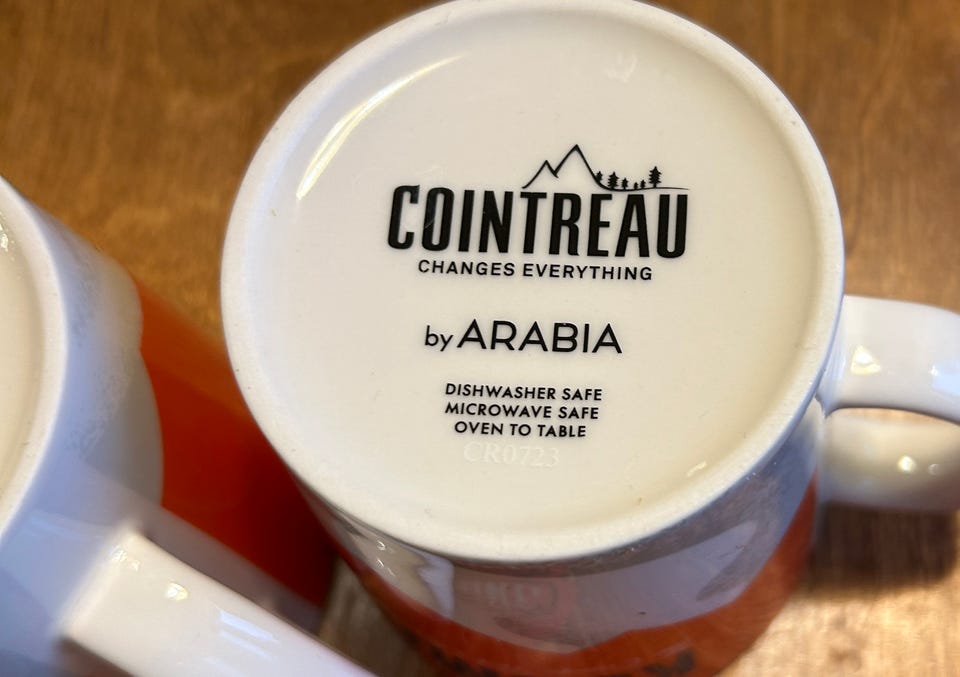 COINTREAU
CHANGES EVERYTHING
by ARABIA
DISHWASHER SAFE
MICROWAVE SAFE
OVEN TO TABLE
CR0723